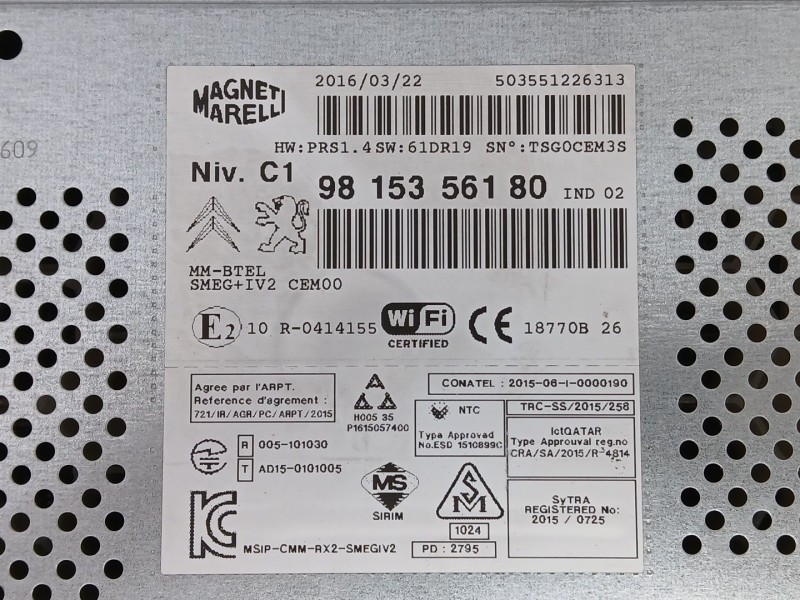 609
MAGNETI
MARELLI
2016/03/22 503551226313
HW:PRS1.4 SW:61DR19 SN°:TSG0CEM3S
Niv. C1 98 153 561 80 IND 02
MM-BTEL
SMEG+IV2 CEM00
E2 10 R-0414155 Wi Fi CERTIFIED CE 18770B 26
Agree par l'ARPT.
Reference d'agrement :
721/IR/AGR/PC/ARPT/2015
H005 35
P1615057400
CONATEL : 2015-06-I-0000190
NTC
Type Approved
No.ESD 1510899C
TRC-SS/2015/258
IctQATAR
Type Approuval reg.no
CRA/SA/2015/R-4814
R 005-101030
T AD15-0101005
MS
SIRIM
S
M
1024
PD : 2795
SyTRA
REGISTERED No:
2015 / 0725
KC
MSIP-CMM-RX2-SMEGIV2